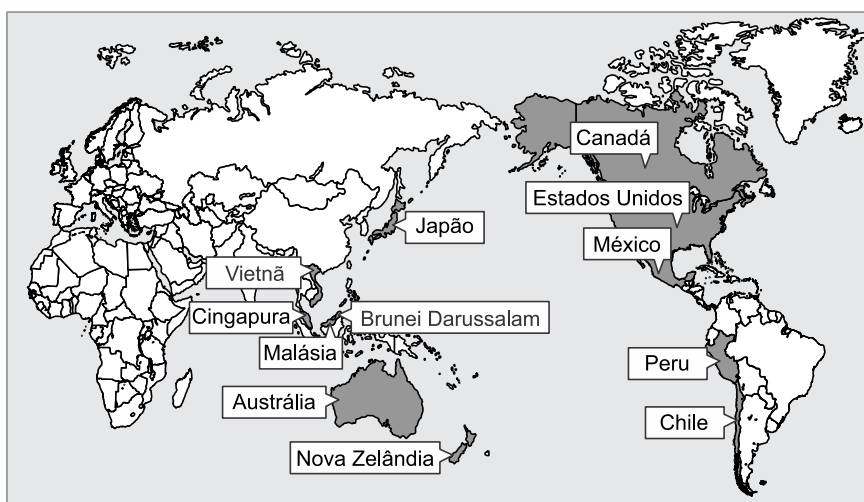 Canadá
Estados Unidos
Japão
México
Vietnã
Cingapura
Brunei Darussalam
Malásia
Peru
Austrália
Chile
Nova Zelândia